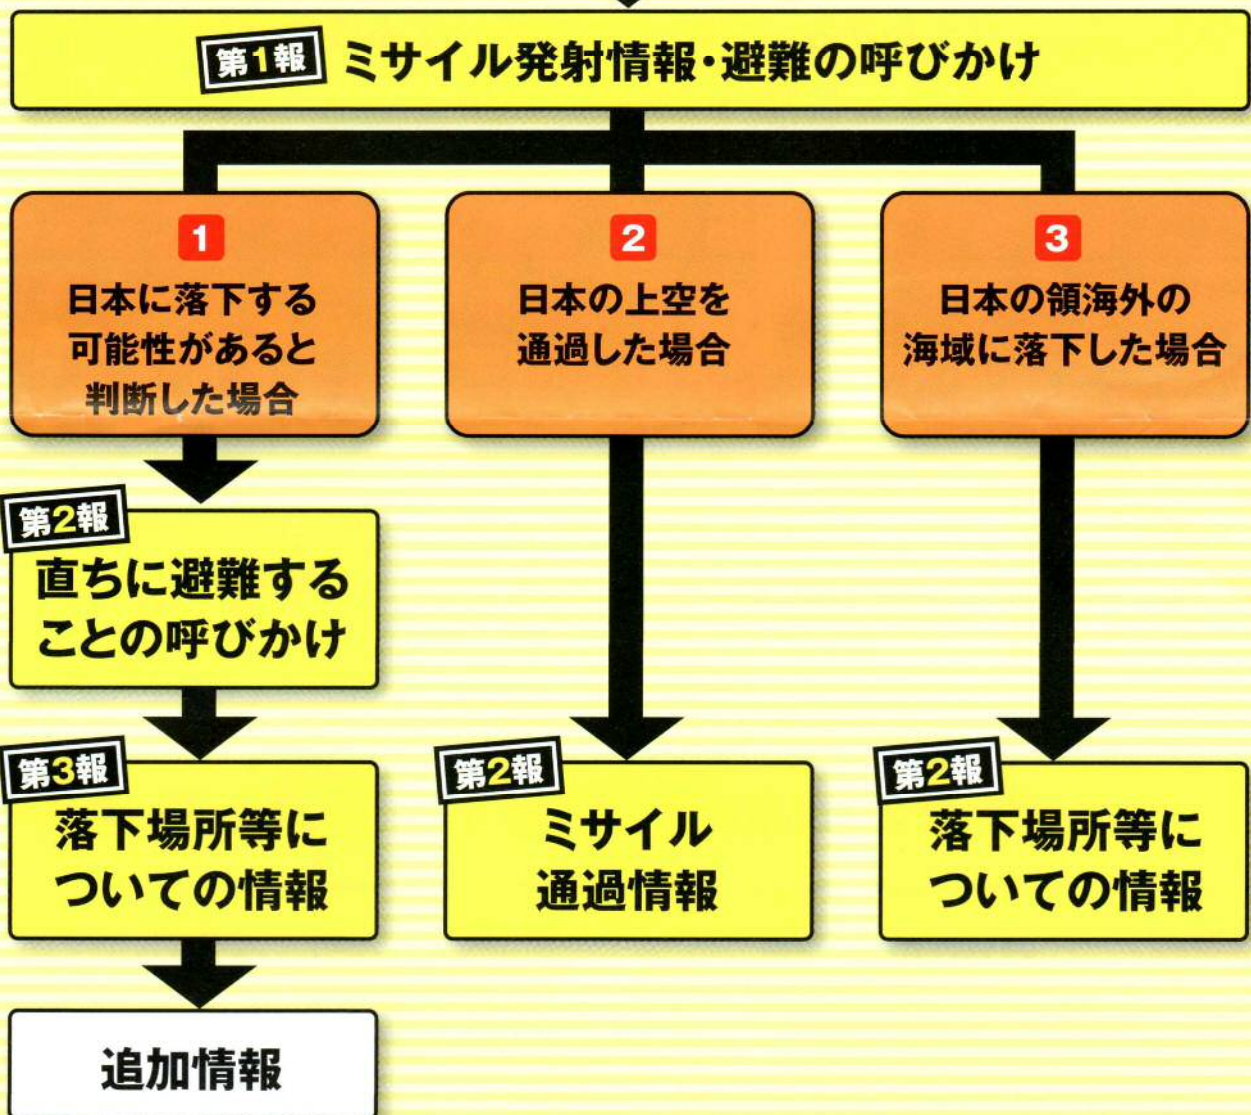 第1報 ミサイル発射情報・避難の呼びかけ
1
日本に落下する
可能性があると
判断した場合
2
日本の上空を
通過した場合
3
日本の領海外の
海域に落下した場合
第2報
直ちに避難する
ことの呼びかけ
第3報
落下場所等に
ついての情報
第2報
ミサイル
通過情報
第2報
落下場所等に
ついての情報
追加情報